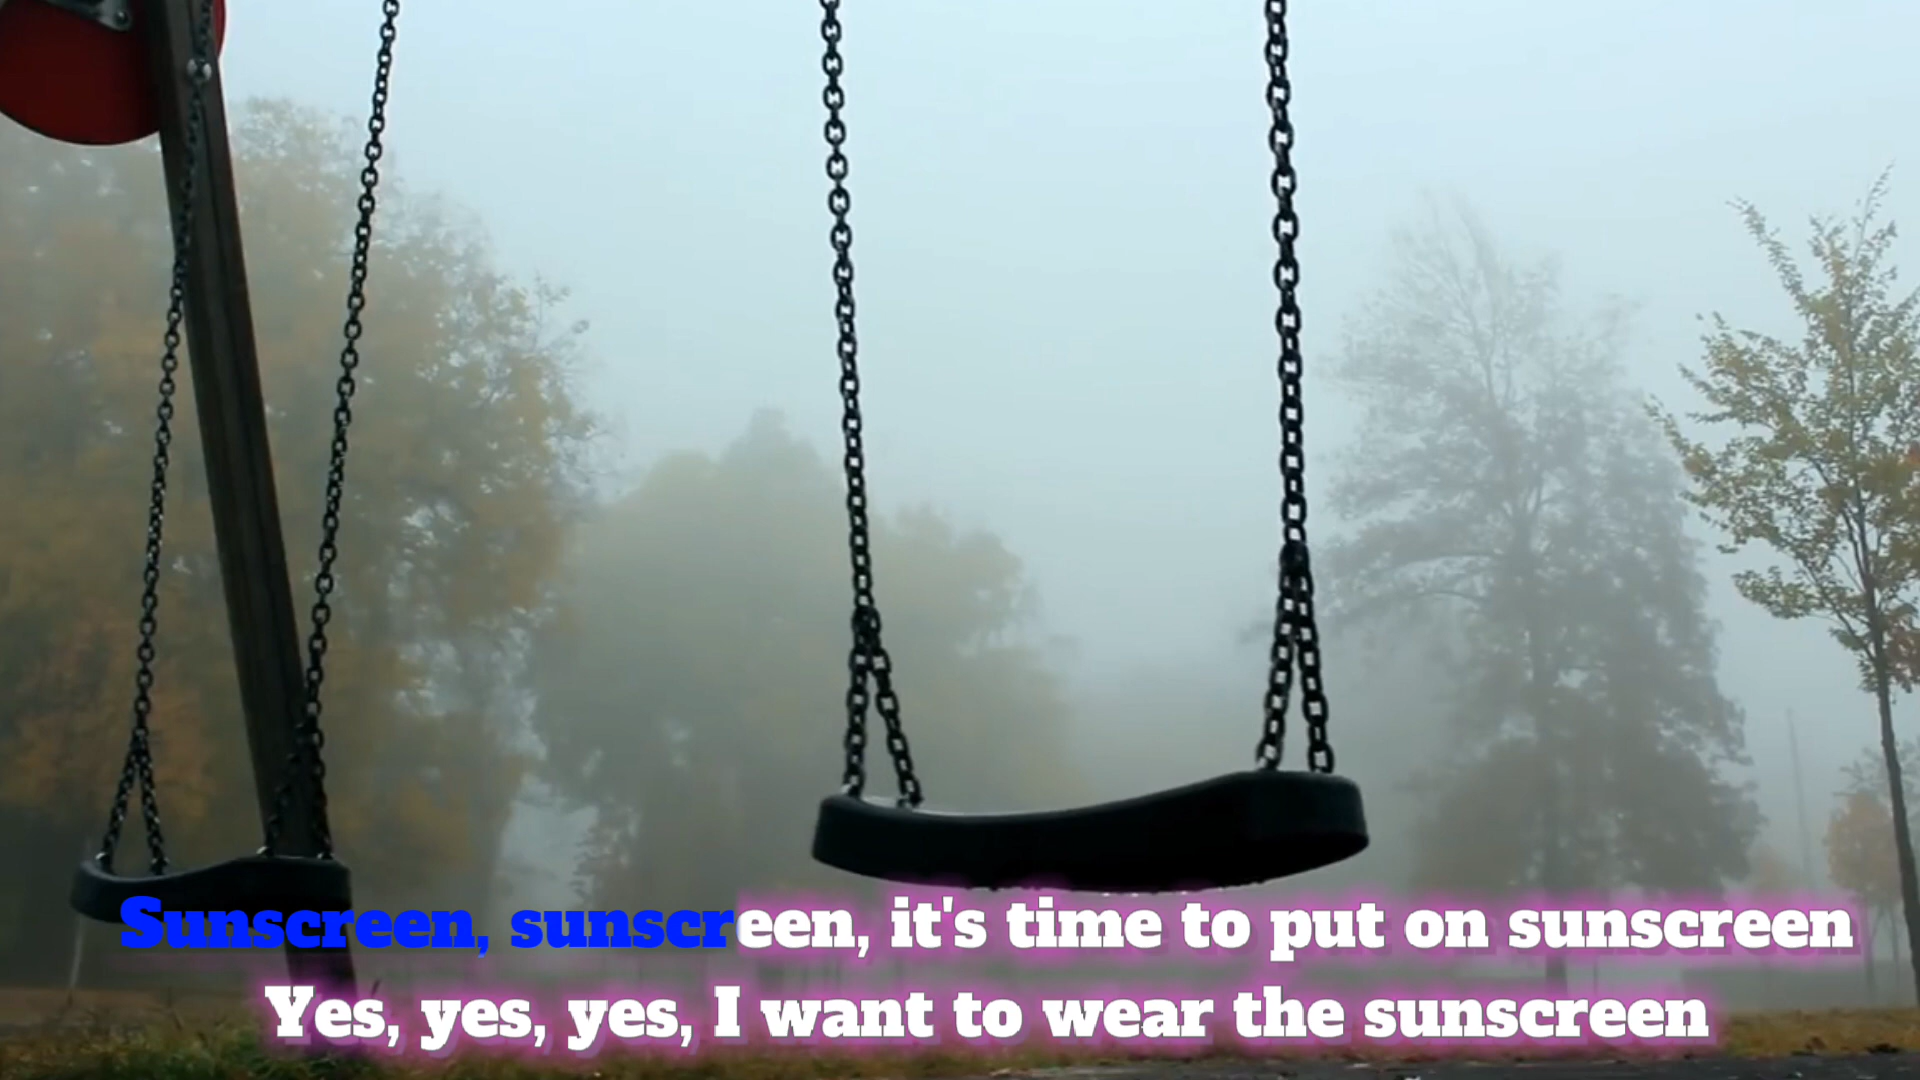 Sunscreen, sunscreen, it's time to put on sunscreen
Yes, yes, yes, I want to wear the sunscreen